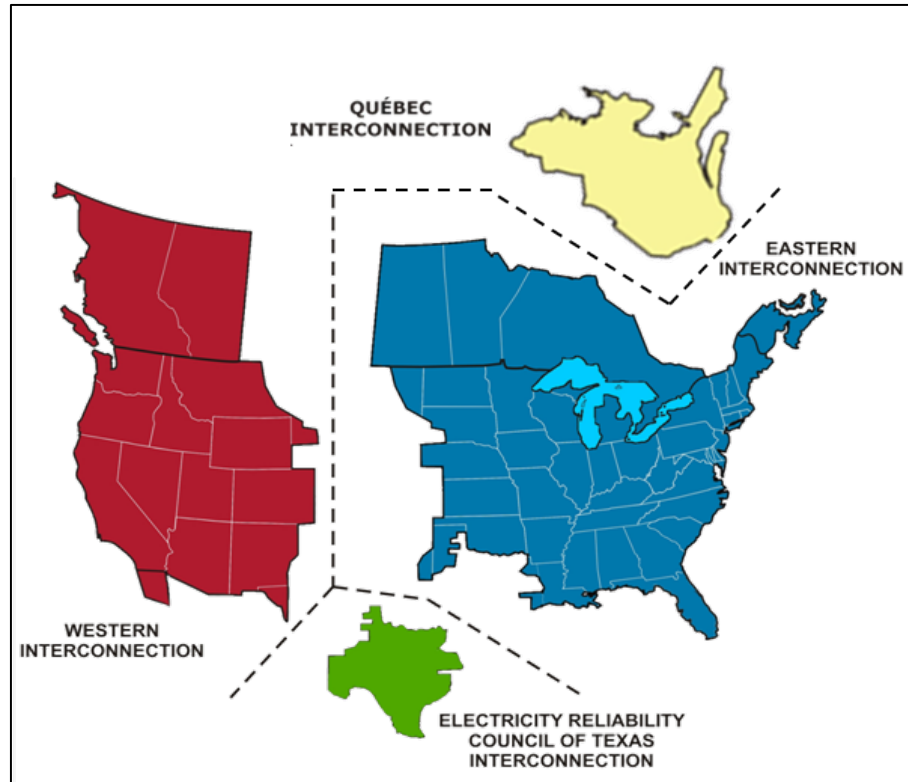 QUÉBEC
INTERCONNECTION
EASTERN
INTERCONNECTION
WESTERN
INTERCONNECTION
ELECTRICITY RELIABILITY
COUNCIL OF TEXAS
INTERCONNECTION